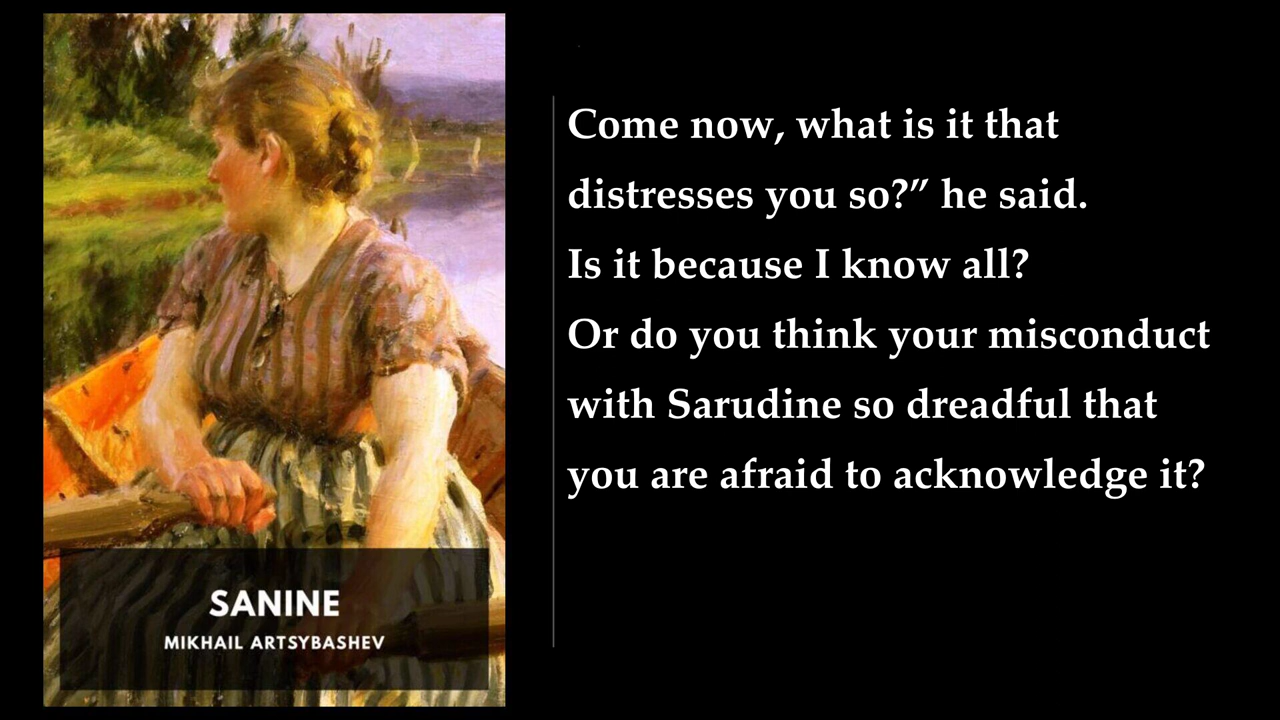 SANINE
MIKHAIL ARTSYBASHEV
Come now, what is it that
distresses you so?” he said.
Is it because I know all?
Or do you think your misconduct
with Sarudine so dreadful that
you are afraid to acknowledge it?